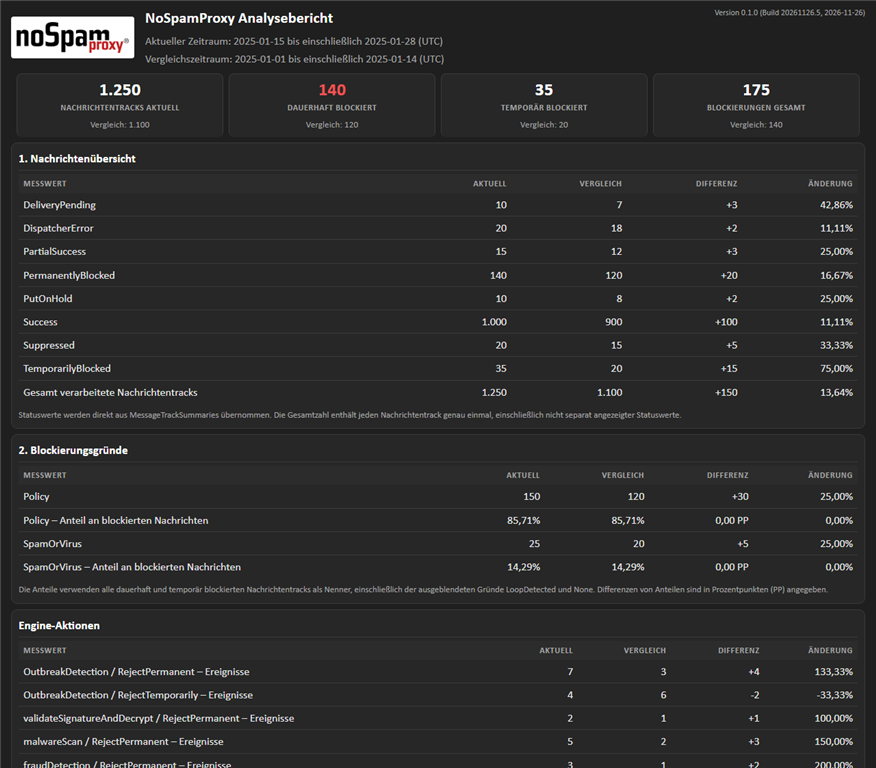 noSpam
proxy®
NoSpamProxy Analysebericht
Version 0.1.0 (Build 20261126.5, 2026-11-26)
Aktueller Zeitraum: 2025-01-15 bis einschließlich 2025-01-28 (UTC)
Vergleichszeitraum: 2025-01-01 bis einschließlich 2025-01-14 (UTC)
1.250
NACHRICHTENTRACKS AKTUELL
Vergleich: 1.100
140
DAUERHAFT BLOCKIERT
Vergleich: 120
35
TEMPORÄR BLOCKIERT
Vergleich: 20
175
BLOCKIERUNGEN GESAMT
Vergleich: 140
1. Nachrichtenübersicht
MESSWERT AKTUELL VERGLEICH DIFFERENZ ÄNDERUNG
DeliveryPending 10 7 +3 42,86%
DispatcherError 20 18 +2 11,11%
PartialSuccess 15 12 +3 25,00%
PermanentlyBlocked 140 120 +20 16,67%
PutOnHold 10 8 +2 25,00%
Success 1.000 900 +100 11,11%
Suppressed 20 15 +5 33,33%
TemporarilyBlocked 35 20 +15 75,00%
Gesamt verarbeitete Nachrichtentracks 1.250 1.100 +150 13,64%
Statuswerte werden direkt aus MessageTrackSummaries übernommen. Die Gesamtzahl enthält jeden Nachrichtentrack genau einmal, einschließlich nicht separat angezeigter Statuswerte.
2. Blockierungsgründe
MESSWERT AKTUELL VERGLEICH DIFFERENZ ÄNDERUNG
Policy 150 120 +30 25,00%
Policy – Anteil an blockierten Nachrichten 85,71% 85,71% 0,00 PP 0,00%
SpamOrVirus 25 20 +5 25,00%
SpamOrVirus – Anteil an blockierten Nachrichten 14,29% 14,29% 0,00 PP 0,00%
Die Anteile verwenden alle dauerhaft und temporär blockierten Nachrichtentracks als Nenner, einschließlich der ausgeblendeten Gründe LoopDetected und None. Differenzen von Anteilen sind in Prozentpunkten (PP) angegeben.
Engine-Aktionen
MESSWERT AKTUELL VERGLEICH DIFFERENZ ÄNDERUNG
OutbreakDetection / RejectPermanent – Ereignisse 7 3 +4 133,33%
OutbreakDetection / RejectTemporarily – Ereignisse 4 6 -2 -33,33%
validateSignatureAndDecrypt / RejectPermanent – Ereignisse 2 1 +1 100,00%
malwareScan / RejectPermanent – Ereignisse 5 2 +3 150,00%
fraudDetection / RejectPermanent – Ereignisse 3 1 +2 200,00%